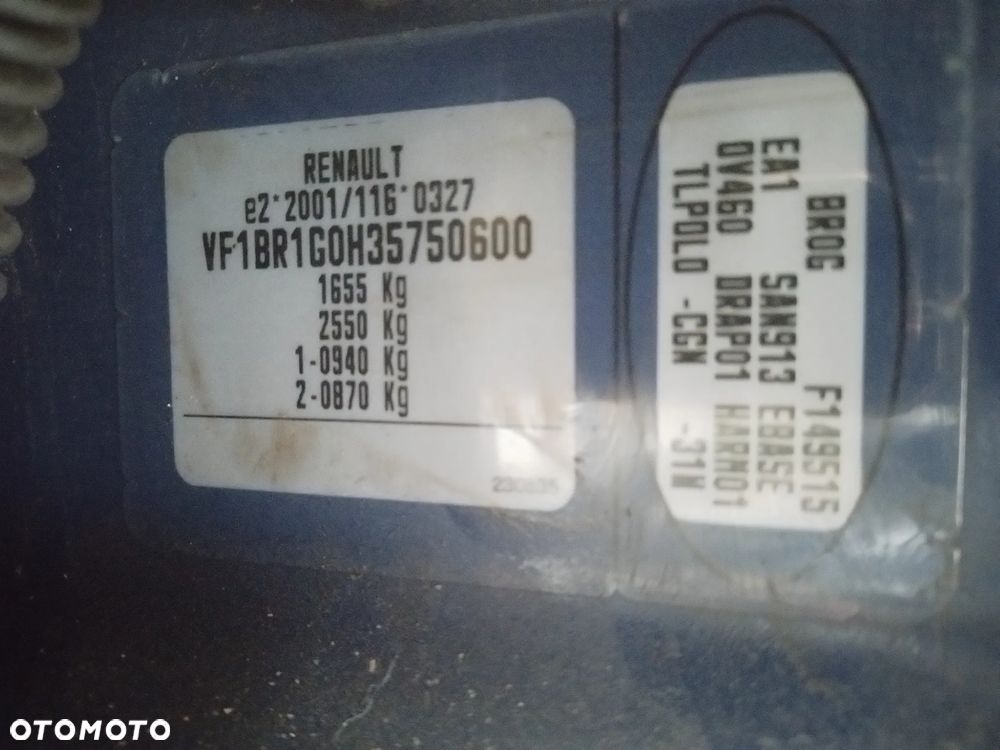 RENAULT
e2*2001/116*0327
VF1BR1G0H35750600
1655 Kg
2550 Kg
1-0940 Kg
2-0870 Kg
BR0G F149515
EA1 SAN913 EBASE
0V460 DRAP01 HARM01
TLPOLO -CGN -31N
OTOMOTO